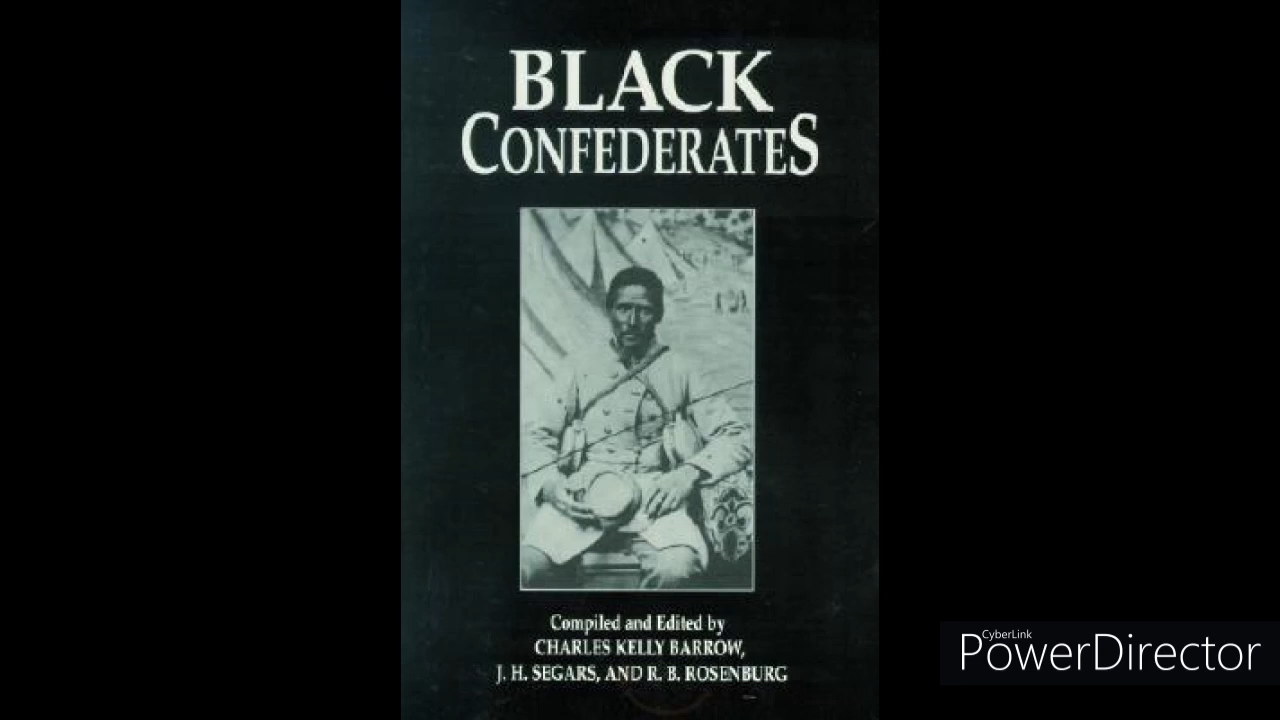 BLACK
CONFEDERATES
Compiled and Edited by
CHARLES KELLY BARROW,
J. H. SEGARS, AND R. B. ROSENBURG
CyberLink
PowerDirector